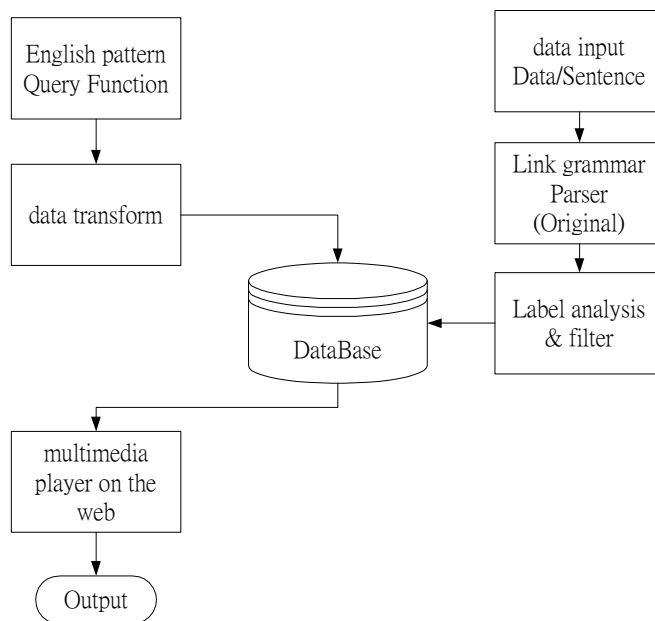 English pattern
Query Function
data transform
data input
Data/Sentence
Link grammar
Parser
(Original)
Label analysis
& filter
DataBase
multimedia
player on the
web
Output